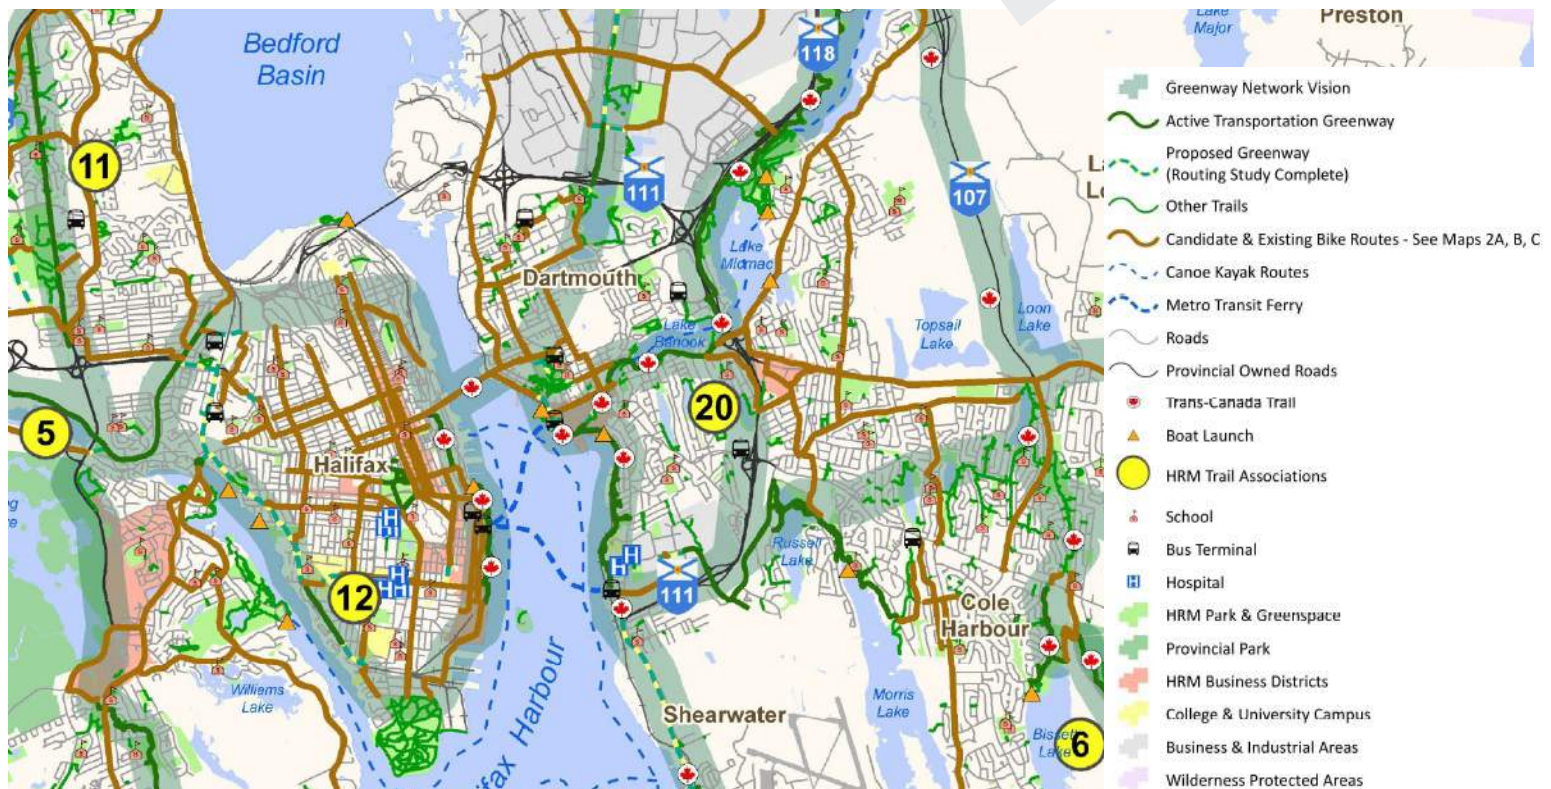 Lake
Major
Preston
Bedford
Basin
118
11
111
107
Lake
Micmac
Dartmouth
Lake
Banook
Topsail
Lake
Loon
Lake
5
20
Halifax
Russell
Lake
12
111
Cole
Harbour
Harbour
Williams
Lake
Shearwater
Morris
Lake
Bissett
Lake
6
Greenway Network Vision
Active Transportation Greenway
Proposed Greenway
(Routing Study Complete)
Other Trails
Candidate & Existing Bike Routes - See Maps 2A, B, C
Canoe Kayak Routes
Metro Transit Ferry
Roads
Provincial Owned Roads
Trans-Canada Trail
Boat Launch
HRM Trail Associations
School
Bus Terminal
H Hospital
HRM Park & Greenspace
Provincial Park
HRM Business Districts
College & University Campus
Business & Industrial Areas
Wilderness Protected Areas